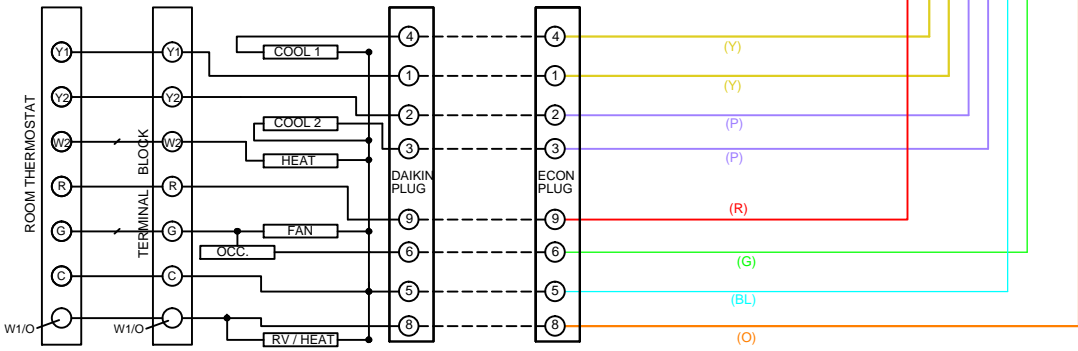 4
4
COOL 1
(Y)
Y1
Y1
1
1
(Y)
Y2
Y2
2
2
(P)
COOL 2
W2
W2
3
3
(P)
HEAT
ROOM THERMOSTAT
TERMINAL BLOCK
DAIKIN
PLUG
ECON
PLUG
R
R
9
9
(R)
G
G
FAN
OCC.
6
6
(G)
C
C
5
5
(BL)
W1/O
W1/O
8
8
(O)
RV / HEAT